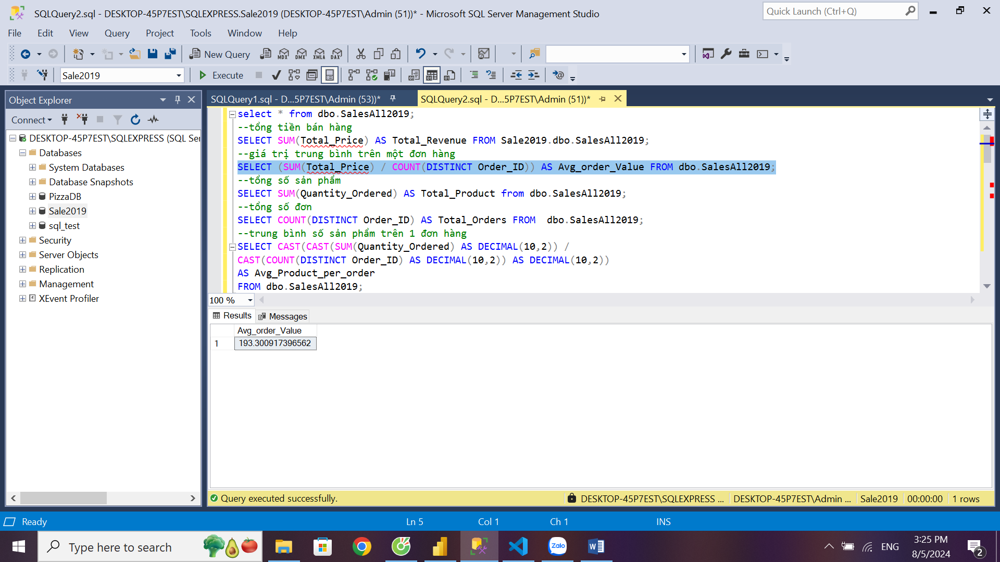 SQLQuery2.sql - DESKTOP-45P7EST\SQLEXPRESS.Sale2019 (DESKTOP-45P7EST\Admin (51))* - Microsoft SQL Server Management Studio
Quick Launch (Ctrl+Q)
File Edit View Query Project Tools Window Help
New Query MDX DMX XMLA DAX
Sale2019 Execute
Object Explorer
Connect
DESKTOP-45P7EST\SQLEXPRESS (SQL Ser
Databases
System Databases
Database Snapshots
PizzaDB
Sale2019
sql_test
Security
Server Objects
Replication
Management
XEvent Profiler
SQLQuery1.sql - D...5P7EST\Admin (53))*
SQLQuery2.sql - D...5P7EST\Admin (51))*
select * from dbo.SalesAll2019;
--tổng tiền bán hàng
SELECT SUM(Total_Price) AS Total_Revenue FROM Sale2019.dbo.SalesAll2019;
--giá trị trung bình trên một đơn hàng
SELECT (SUM(Total_Price) / COUNT(DISTINCT Order_ID)) AS Avg_order_Value FROM dbo.SalesAll2019;
--tổng số sản phẩm
SELECT SUM(Quantity_Ordered) AS Total_Product from dbo.SalesAll2019;
--tổng số đơn
SELECT COUNT(DISTINCT Order_ID) AS Total_Orders FROM  dbo.SalesAll2019;
--trung bình số sản phẩm trên 1 đơn hàng
SELECT CAST(CAST(SUM(Quantity_Ordered) AS DECIMAL(10,2)) /
CAST(COUNT(DISTINCT Order_ID) AS DECIMAL(10,2)) AS DECIMAL(10,2))
AS Avg_Product_per_order
FROM dbo.SalesAll2019;
100 %
Results Messages
Avg_order_Value
1 193.300917396562
Query executed successfully. DESKTOP-45P7EST\SQLEXPRESS ... DESKTOP-45P7EST\Admin ... Sale2019 00:00:00 1 rows
Ready Ln 5 Col 1 Ch 1 INS
Type here to search
Zalo
ENG
3:25 PM
8/5/2024
2